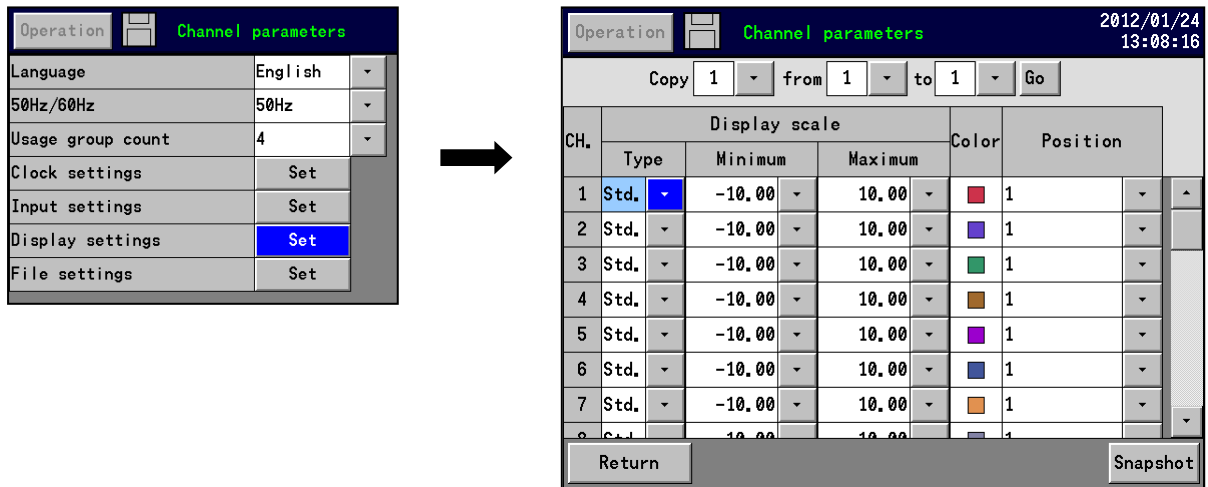 Operation Channel parameters
Language English
50Hz/60Hz 50Hz
Usage group count 4
Clock settings Set
Input settings Set
Display settings Set
File settings Set
Operation Channel parameters 2012/01/24
13:08:16
Copy 1 from 1 to 1 Go
CH. Display scale Color Position
Type Minimum Maximum
1 Std. -10.00 10.00 1
2 Std. -10.00 10.00 1
3 Std. -10.00 10.00 1
4 Std. -10.00 10.00 1
5 Std. -10.00 10.00 1
6 Std. -10.00 10.00 1
7 Std. -10.00 10.00 1
Return Snapshot